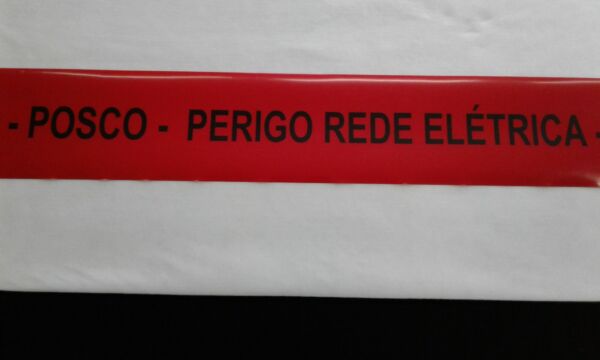 - POSCO - PERIGO REDE ELÉTRICA -